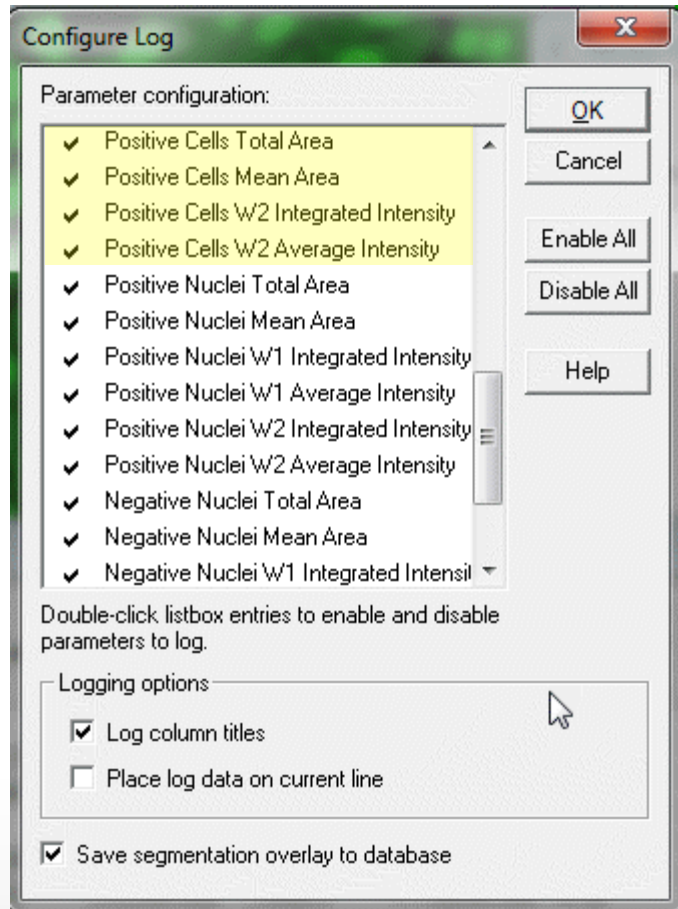 Configure Log
Parameter configuration:
Positive Cells Total Area
Positive Cells Mean Area
Positive Cells W2 Integrated Intensity
Positive Cells W2 Average Intensity
Positive Nuclei Total Area
Positive Nuclei Mean Area
Positive Nuclei W1 Integrated Intensity
Positive Nuclei W1 Average Intensity
Positive Nuclei W2 Integrated Intensity
Positive Nuclei W2 Average Intensity
Negative Nuclei Total Area
Negative Nuclei Mean Area
Negative Nuclei W1 Integrated Intensit
OK
Cancel
Enable All
Disable All
Help
Double-click listbox entries to enable and disable
parameters to log.
Logging options
Log column titles
Place log data on current line
Save segmentation overlay to database